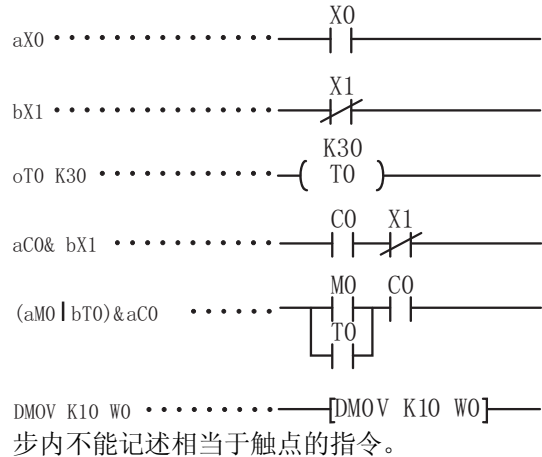 X0
aX0 ・・・・・・・・・・・・・・・
X1
bX1 ・・・・・・・・・・・・・・・
K30
oT0 K30 ・・・・・・・・・・・・ ( T0 )
C0 X1
aC0& bX1 ・・・・・・・・・・・
M0 C0
(aM0|bT0)&aC0 ・・・・・・
T0
DMOV K10 W0 ・・・・・・・・・ [DMOV K10 W0]
步内不能记述相当于触点的指令。